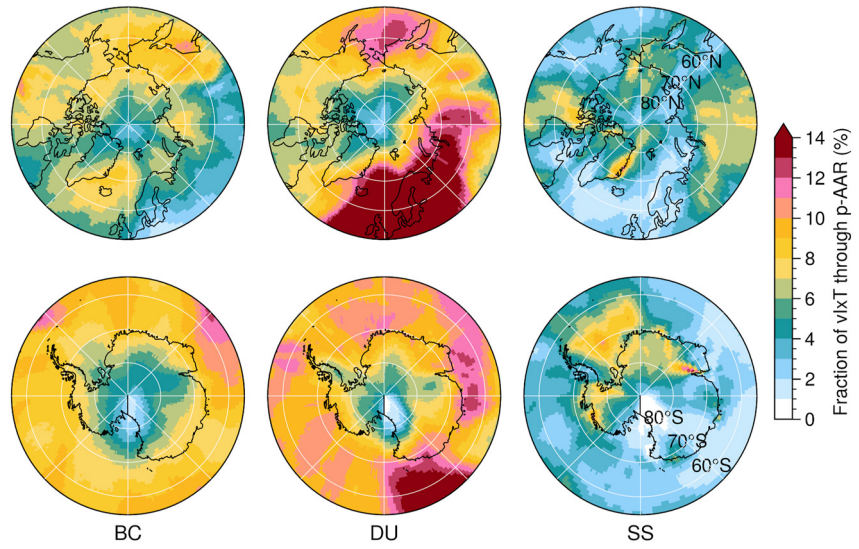 60°N
70°N
80°N
80°S
70°S
60°S
14
12
10
8
6
4
2
0
Fraction of vIxT through p-AAR (%)
BC DU SS